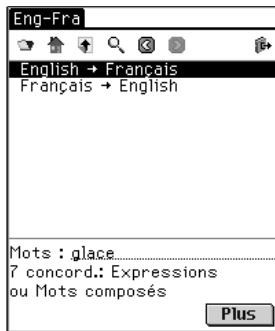 Eng-Fra
English → Français
Français → English
Mots : glace
7 concord.: Expressions
ou Mots composés
Plus